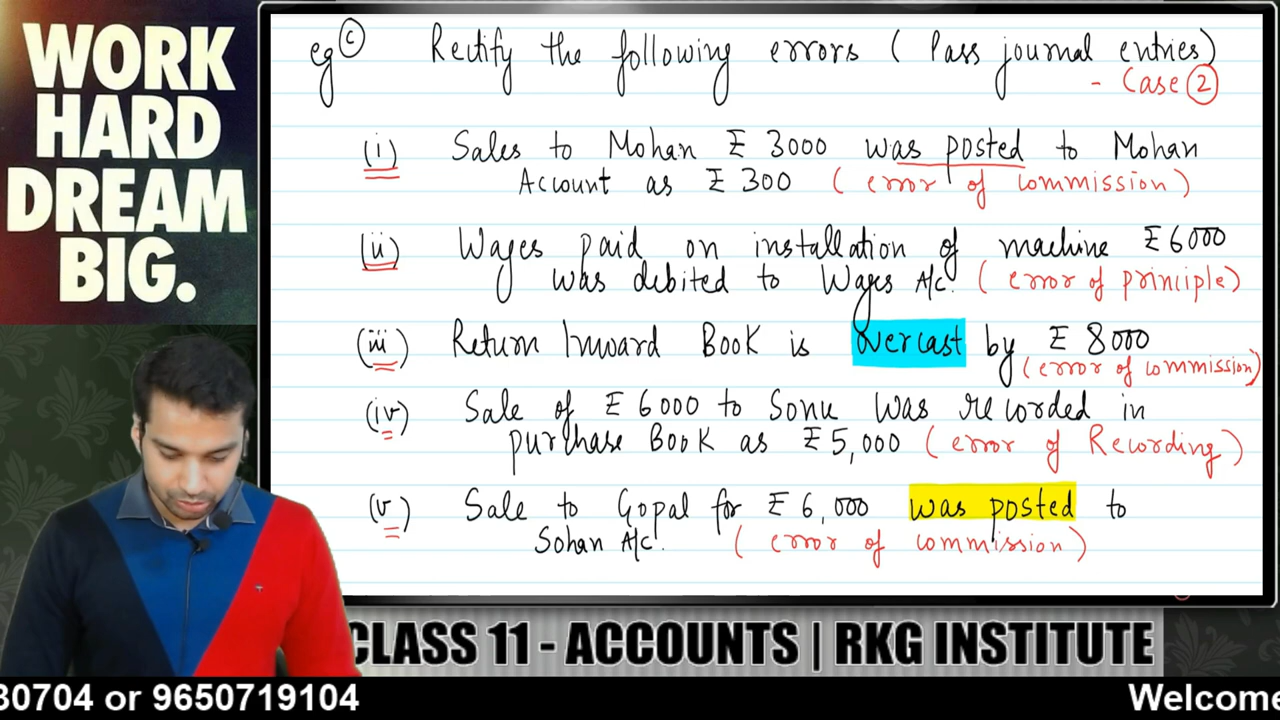 WORK
HARD
DREAM
BIG.
eg (c) Rectify the following errors ( Pass journal entries)
- Case (2)
(i) Sales to Mohan ₹ 3000 was posted to Mohan
Account as ₹ 300 ( error of commission)
(ii) Wages paid on installation of machine ₹ 6000
was debited to Wages A/c. ( error of principle)
(iii) Return Inward Book is overcast by ₹ 8000
(error of commission)
(iv) Sale of ₹ 6000 to Sonu was recorded in
purchase Book as ₹ 5,000 ( error of Recording)
(v) Sale to Gopal for ₹ 6,000 was posted to
Sohan A/c. ( error of commission)
CLASS 11 - ACCOUNTS | RKG INSTITUTE
30704 or 9650719104 Welcome